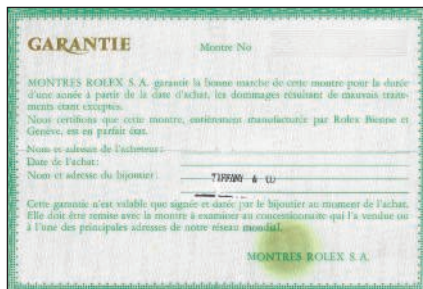 GARANTIE Montre No
MONTRES ROLEX S. A. garantit la bonne marche de cette montre pour la durée
d'une année à partir de la date d'achat, les dommages résultant de mauvais traite-
ments étant exceptés.
Nous certifions que cette montre, entièrement manufacturée par Rolex Bienne et
Genève, est en parfait état.
Nom et adresse de l'acheteur:
Date de l'achat:
Nom et adresse du bijoutier: TIFFANY & CO
Cette garantie n'est valable que signée et datée par le bijoutier au moment de l'achat.
Elle doit être remise avec la montre à examiner au concessionnaire qui l'a vendue ou
à l'une des principales adresses de notre réseau mondial.
MONTRES ROLEX S. A.